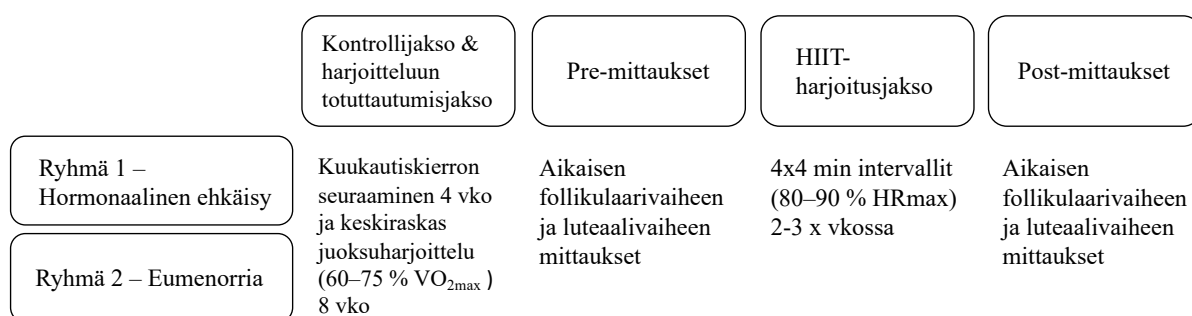 Kontrollijakso &
harjoitteluun
totuttautumisjakso
Pre-mittaukset
HIIT-
harjoitusjakso
Post-mittaukset
Ryhmä 1 –
Hormonaalinen ehkäisy
Ryhmä 2 – Eumenorria
Kuukautiskierron
seuraaminen 4 vko
ja keskiraskas
juoksuharjoittelu
(60–75 % VO2max )
8 vko
Aikaisen
follikulaarivaiheen
ja luteaalivaiheen
mittaukset
4x4 min intervallit
(80–90 % HRmax)
2-3 x vkossa
Aikaisen
follikulaarivaiheen
ja luteaalivaiheen
mittaukset